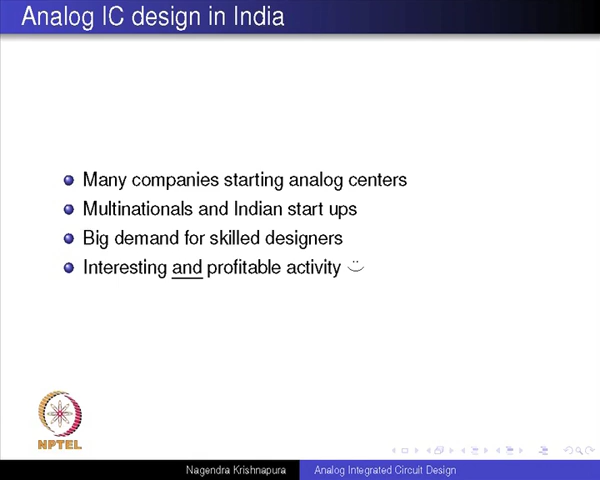 Analog IC design in India
Many companies starting analog centers
Multinationals and Indian start ups
Big demand for skilled designers
Interesting and profitable activity
NPTEL
Nagendra Krishnapura Analog Integrated Circuit Design